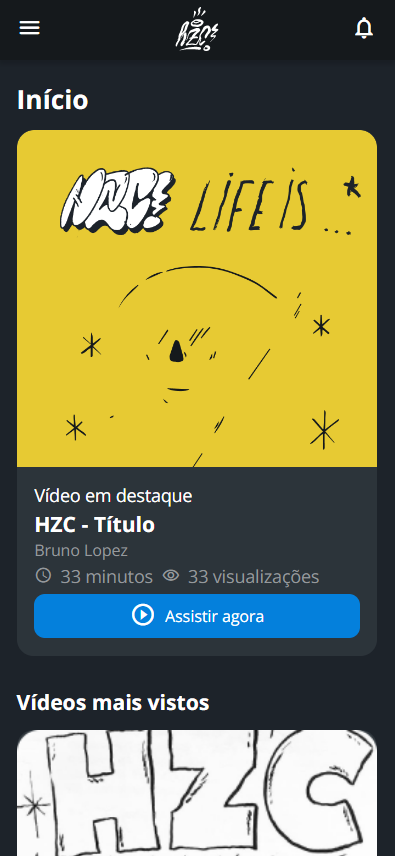 HZC!
Início
HZC! LIFE IS ...
Vídeo em destaque
HZC - Título
Bruno Lopez
33 minutos 33 visualizações
Assistir agora
Vídeos mais vistos
HZC